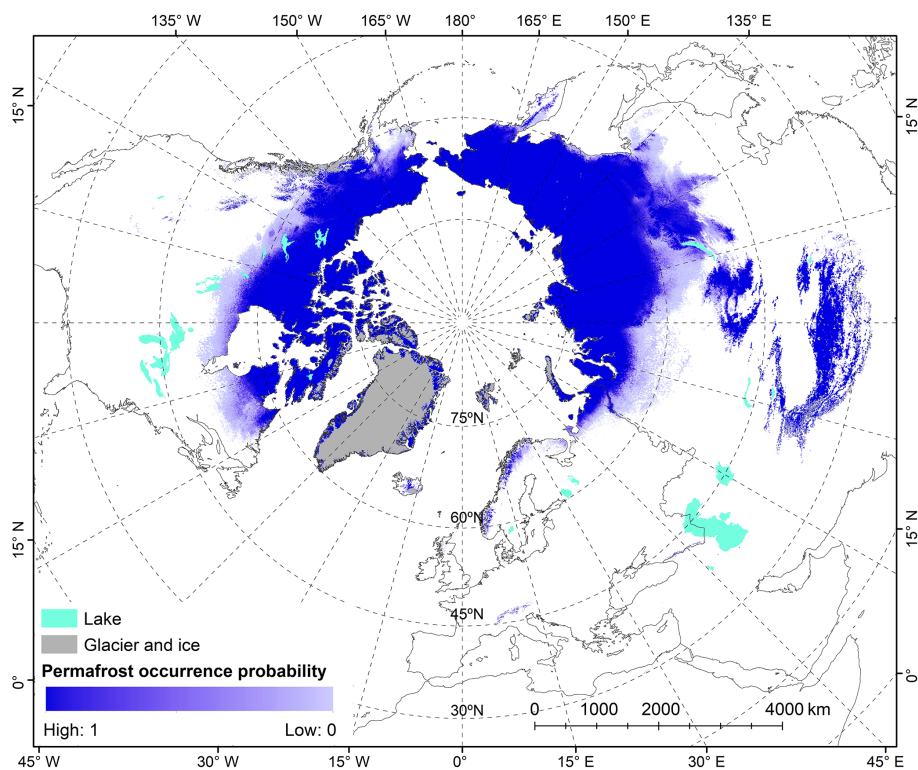 135° W 150° W 165° W 180° 165° E 150° E 135° E
15° N 15° N
75°N
60°N
15° N 15° N
45°N
Lake
Glacier and ice
Permafrost occurrence probability
0° 0°
30°N
0 1000 2000 4000 km
High: 1 Low: 0
45° W 30° W 15° W 0° 15° E 30° E 45° E